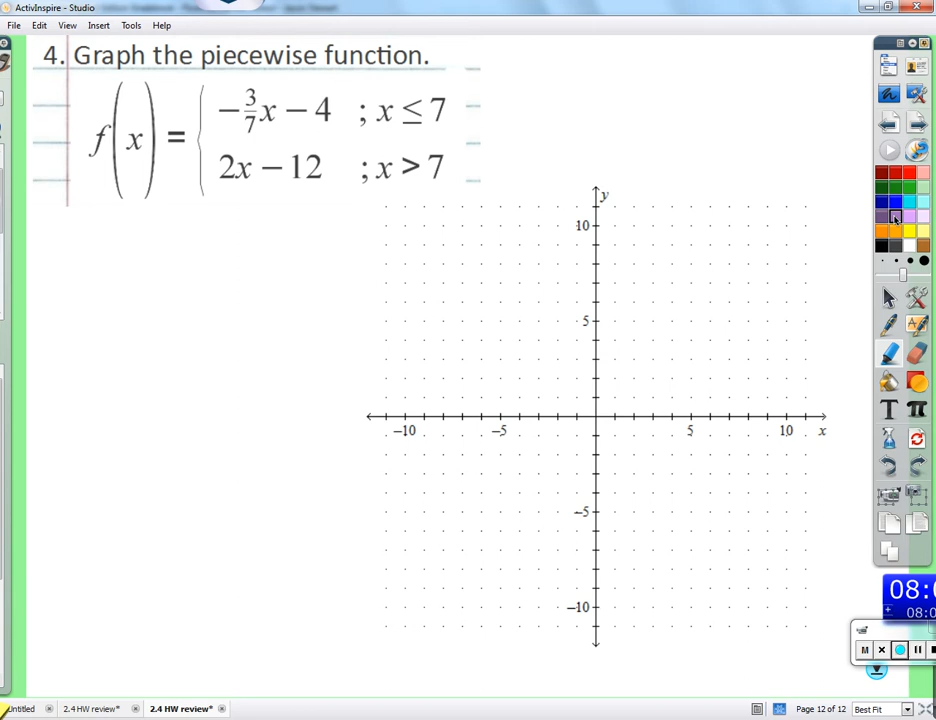 ActivInspire - Studio
File Edit View Insert Tools Help
4. Graph the piecewise function.
f(x) = { −3/7x − 4 ; x ≤ 7
2x − 12 ; x > 7
y
10
5
−10 −5 5 10 x
−5
−10
08:
08:
M
Untitled 2.4 HW review* 2.4 HW review* Page 12 of 12 Best Fit